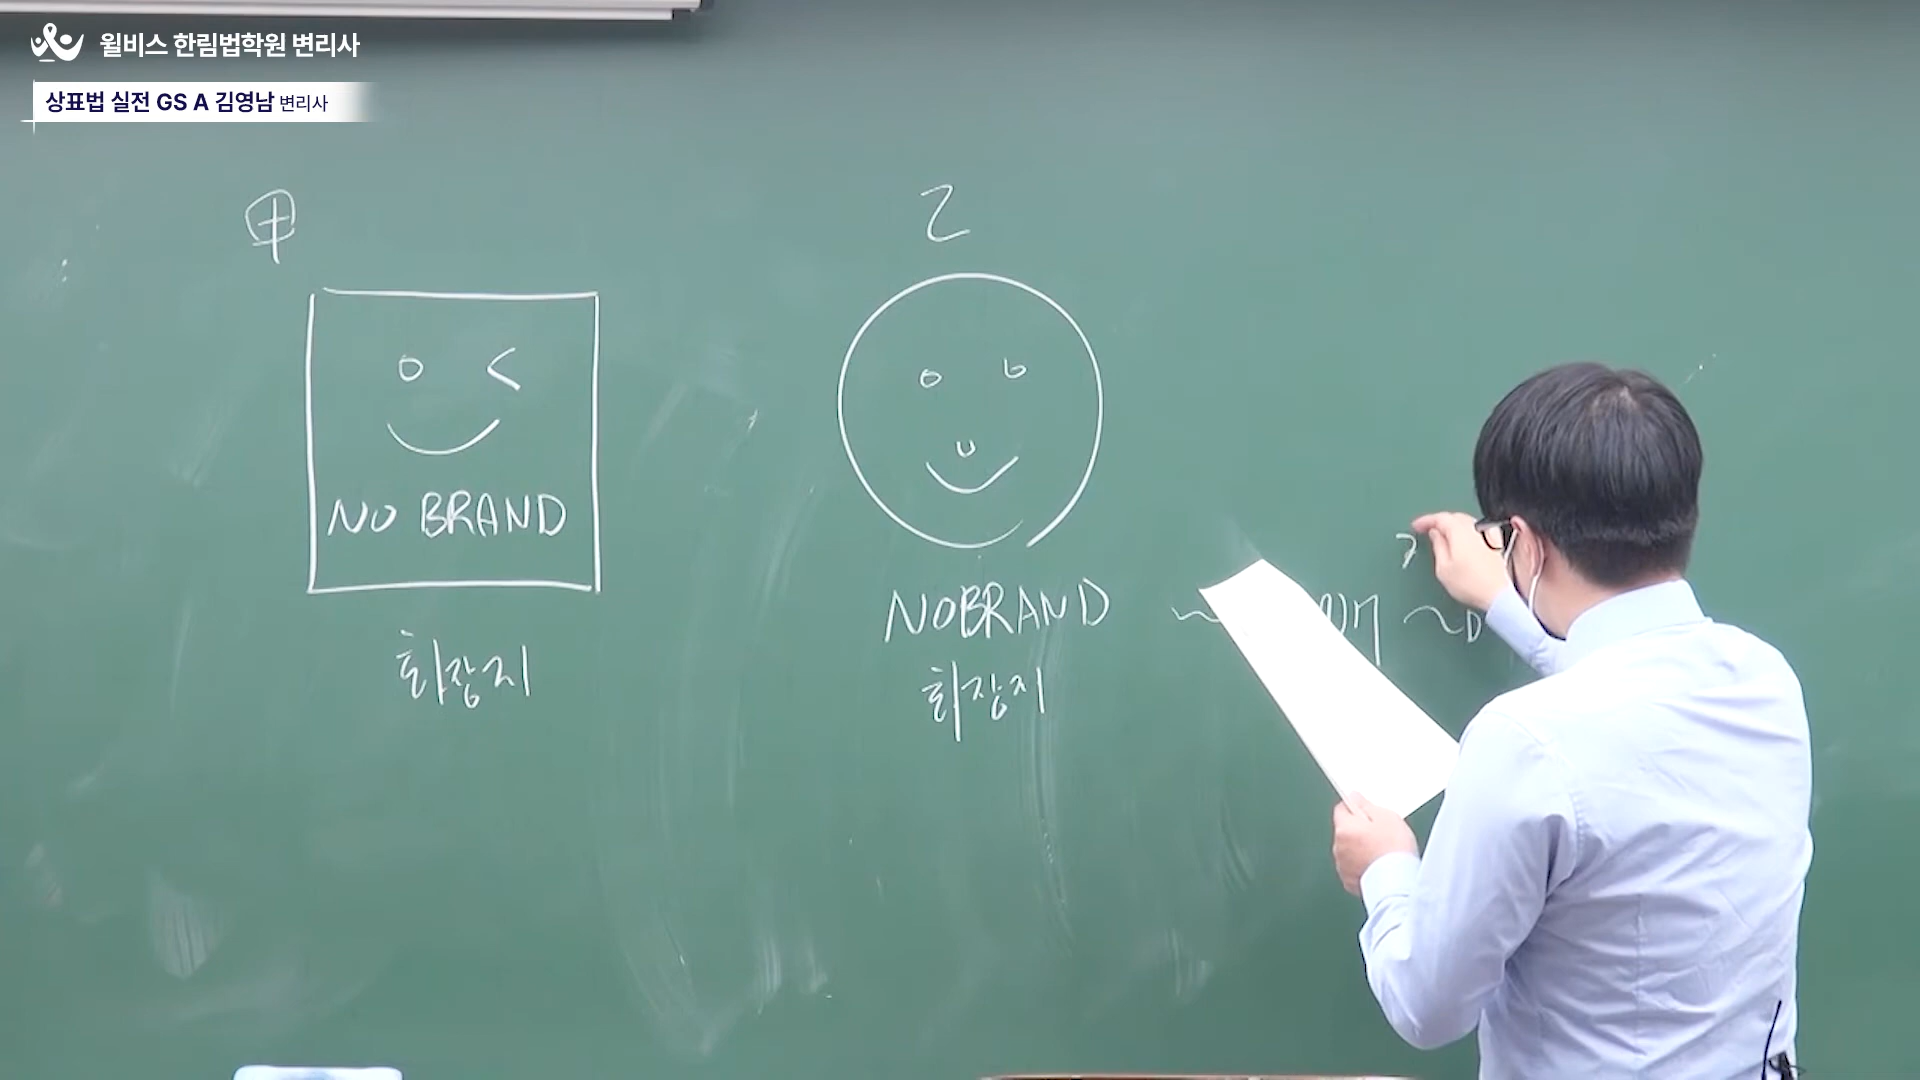 윌비스 한림법학원 변리사
상표법 실전 GS A 김영남 변리사
甲
NO BRAND
화장지
乙
NOBRAND
화장지